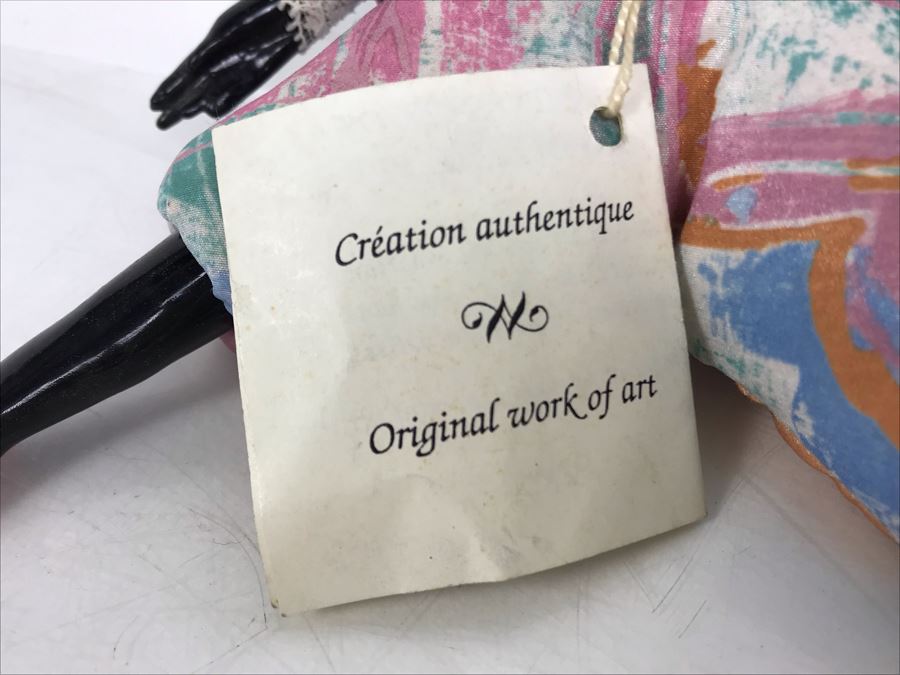 Création authentique
Original work of art